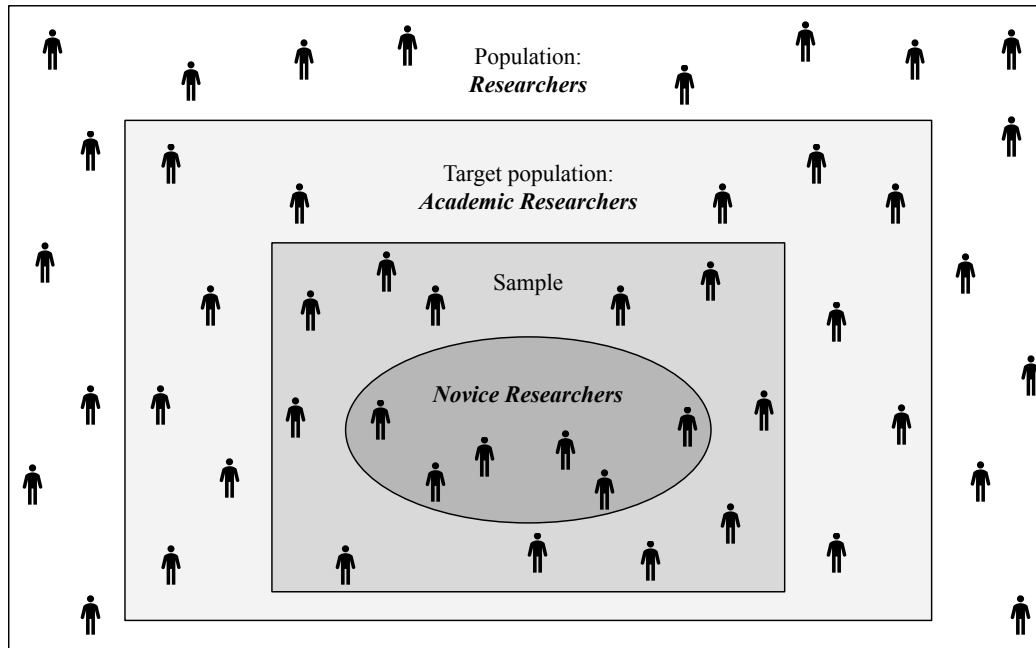 Population:
Researchers
Target population:
Academic Researchers
Sample
Novice Researchers